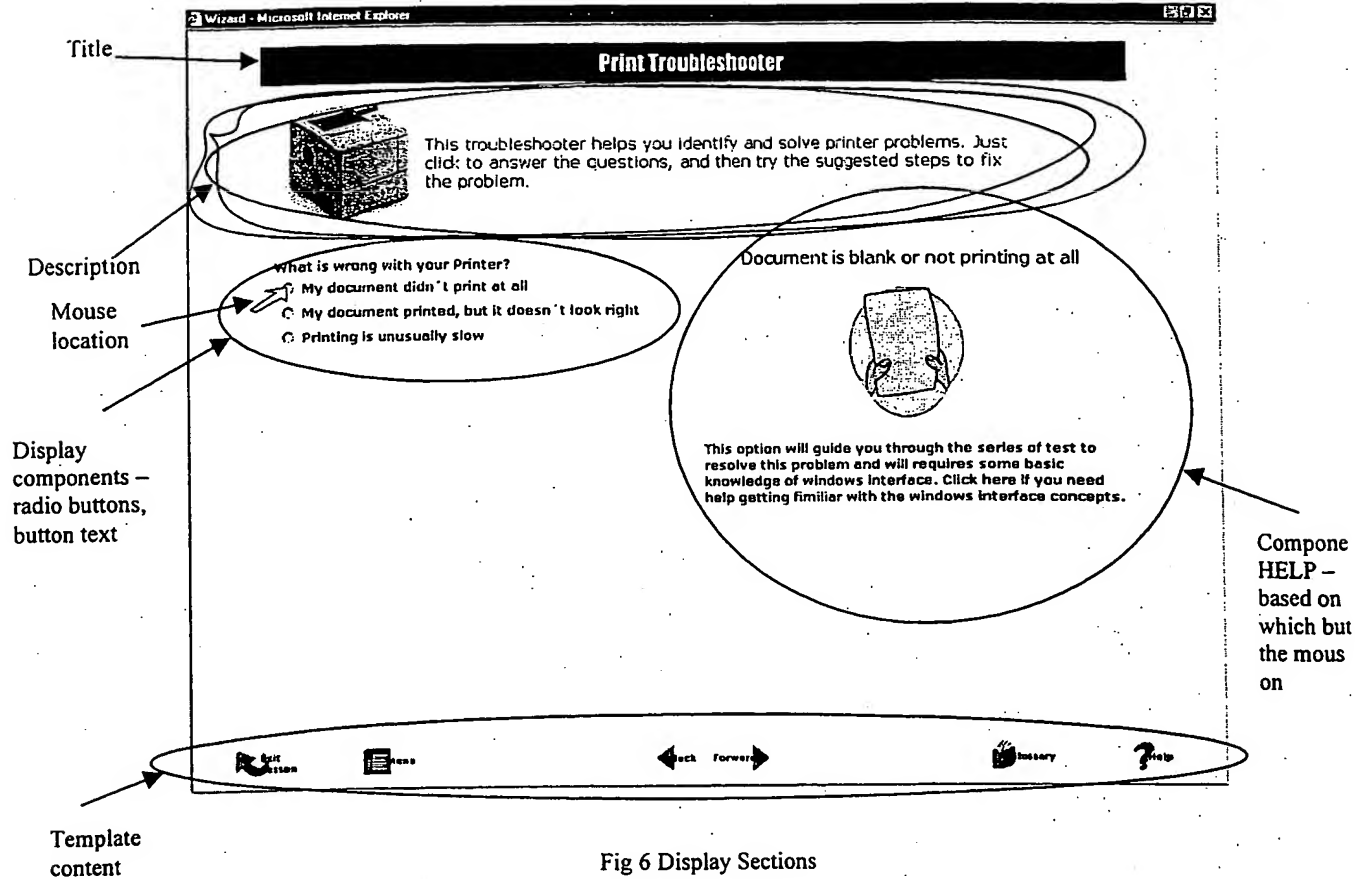 Wizard - Microsoft Internet Explorer
Title
Print Troubleshooter
This troubleshooter helps you identify and solve printer problems. Just
click to answer the questions, and then try the suggested steps to fix
the problem.
Description
What is wrong with your Printer?
My document didn't print at all
My document printed, but it doesn't look right
Printing is unusually slow
Mouse
location
Display
components –
radio buttons,
button text
Document is blank or not printing at all
This option will guide you through the series of test to
resolve this problem and will requires some basic
knowledge of windows interface. Click here if you need
help getting fimiliar with the windows interface concepts.
Compone
HELP –
based on
which but
the mous
on
Exit
Lesson
Menu
Back Forward
Glossary
Help
Template
content
Fig 6 Display Sections